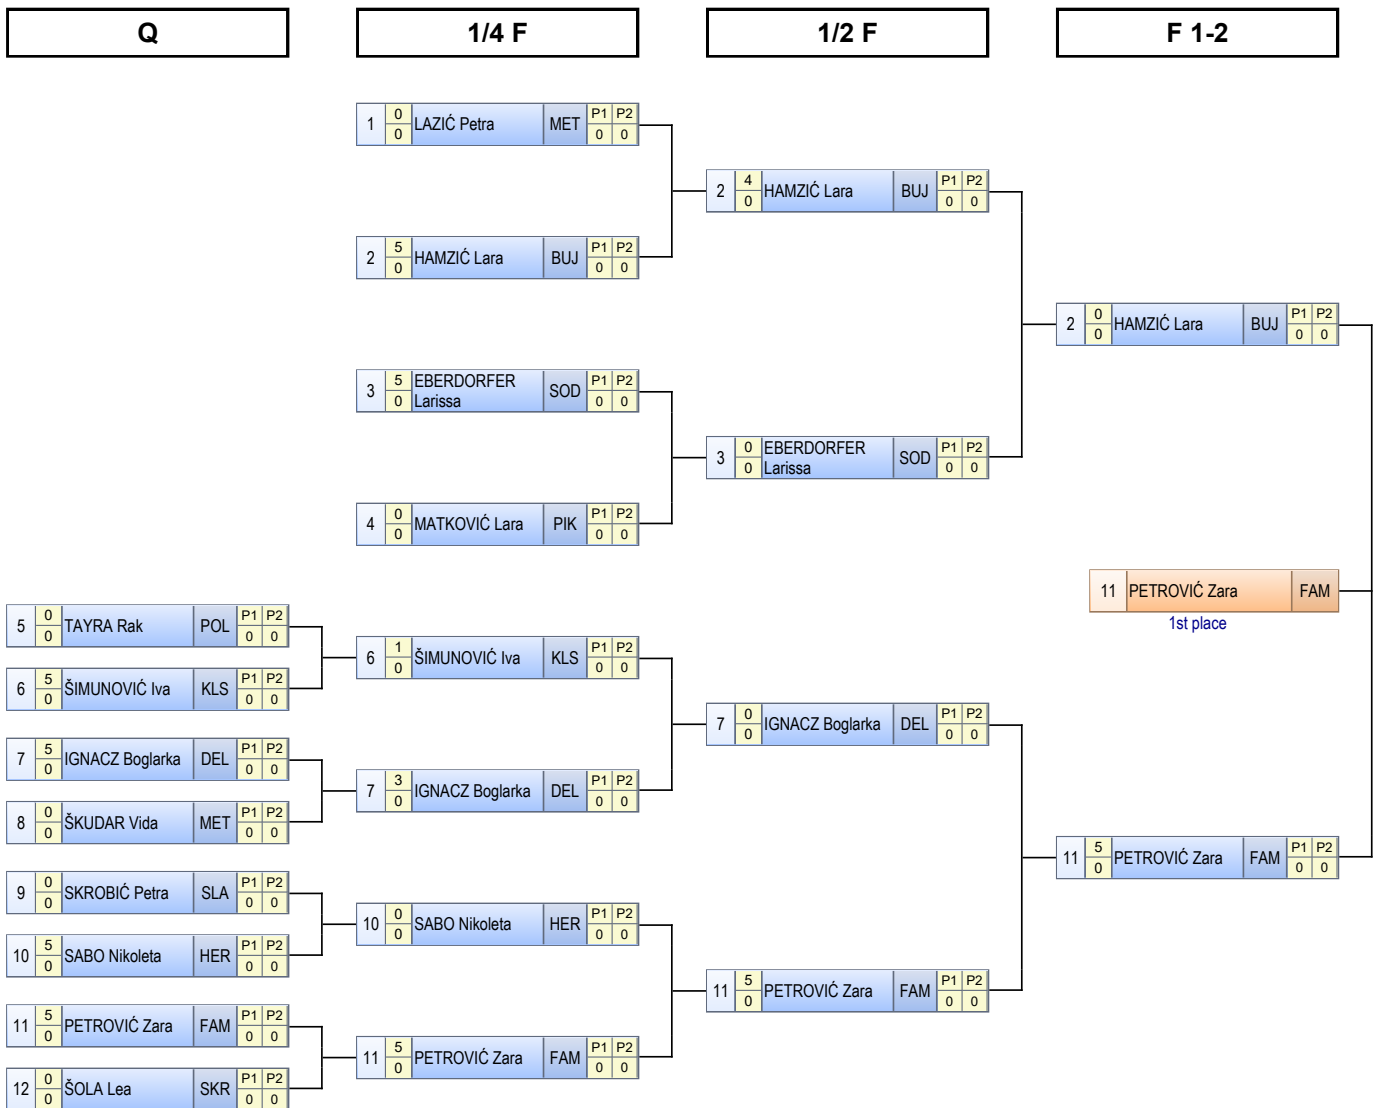 Q
1/4 F
1/2 F
F 1-2
1 0 0 LAZIĆ Petra MET P1 P2 0 0
2 5 0 HAMZIĆ Lara BUJ P1 P2 0 0
3 5 0 EBERDORFER Larissa SOD P1 P2 0 0
4 0 0 MATKOVIĆ Lara PIK P1 P2 0 0
2 4 0 HAMZIĆ Lara BUJ P1 P2 0 0
3 0 0 EBERDORFER Larissa SOD P1 P2 0 0
2 0 0 HAMZIĆ Lara BUJ P1 P2 0 0
11 PETROVIĆ Zara FAM
1st place
5 0 0 TAYRA Rak POL P1 P2 0 0
6 5 0 ŠIMUNOVIĆ Iva KLS P1 P2 0 0
7 5 0 IGNACZ Boglarka DEL P1 P2 0 0
8 0 0 ŠKUDAR Vida MET P1 P2 0 0
9 0 0 SKROBIĆ Petra SLA P1 P2 0 0
10 5 0 SABO Nikoleta HER P1 P2 0 0
11 5 0 PETROVIĆ Zara FAM P1 P2 0 0
12 0 0 ŠOLA Lea SKR P1 P2 0 0
6 1 0 ŠIMUNOVIĆ Iva KLS P1 P2 0 0
7 3 0 IGNACZ Boglarka DEL P1 P2 0 0
10 0 0 SABO Nikoleta HER P1 P2 0 0
11 5 0 PETROVIĆ Zara FAM P1 P2 0 0
7 0 0 IGNACZ Boglarka DEL P1 P2 0 0
11 5 0 PETROVIĆ Zara FAM P1 P2 0 0
11 5 0 PETROVIĆ Zara FAM P1 P2 0 0